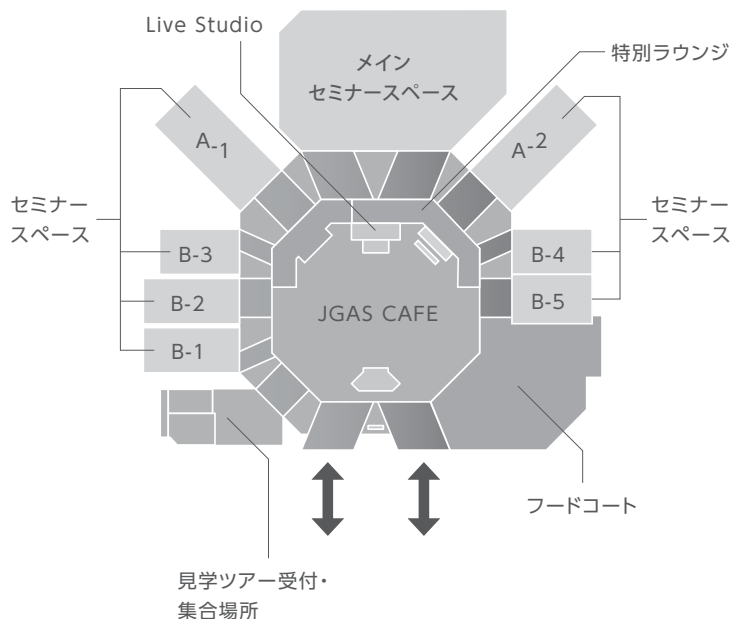 Live Studio
メイン
セミナースペース
特別ラウンジ
A-1
A-2
セミナー
スペース
セミナー
スペース
B-3
B-4
B-2
B-5
JGAS CAFE
B-1
フードコート
見学ツアー受付・
集合場所